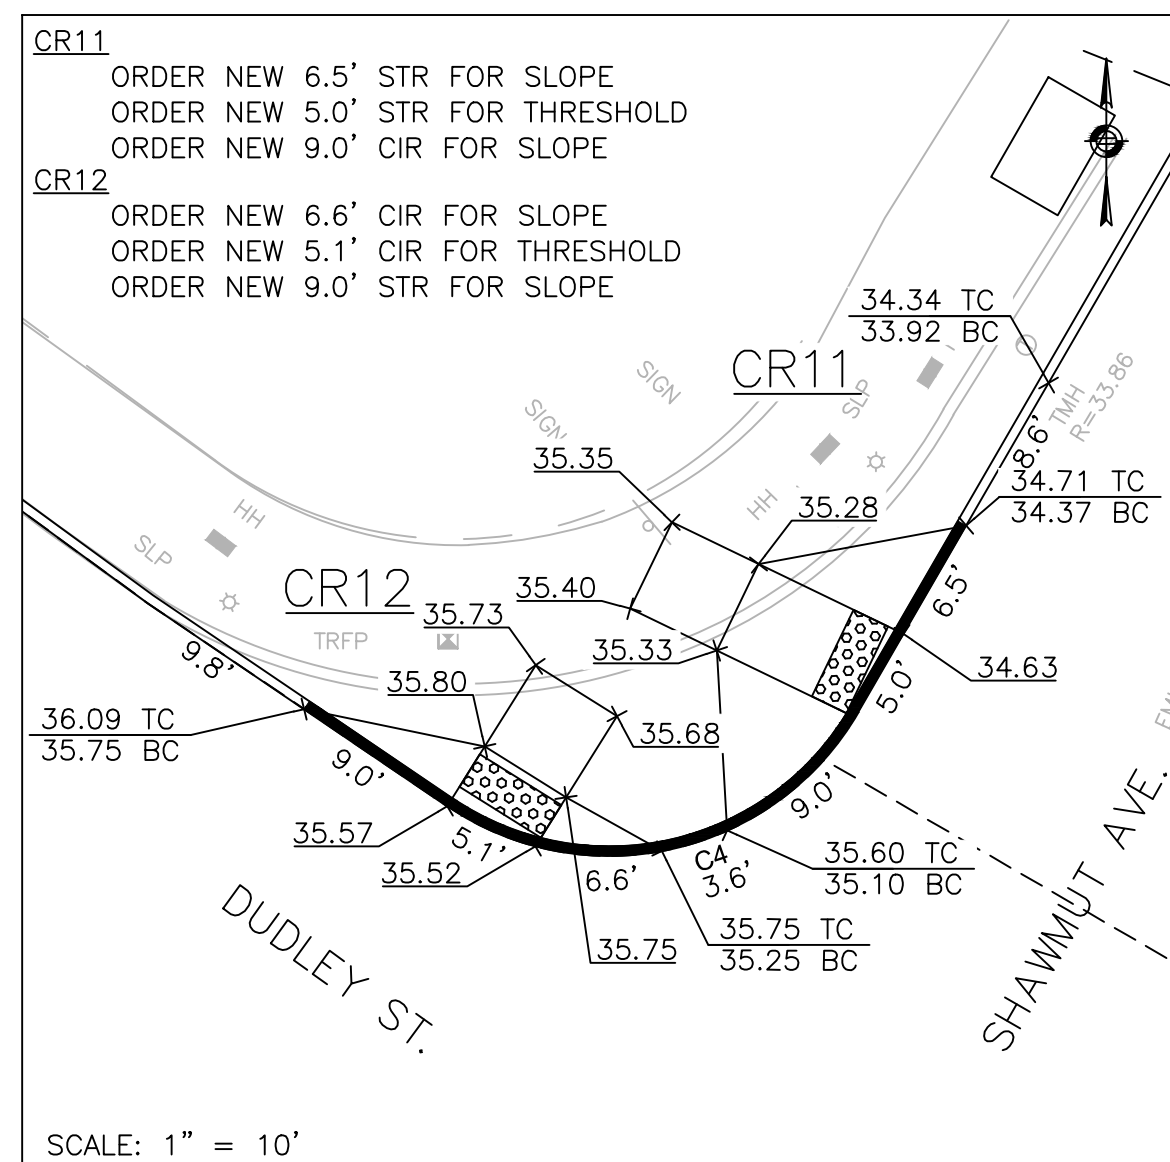 CR11
ORDER NEW 6.5' STR FOR SLOPE
ORDER NEW 5.0' STR FOR THRESHOLD
ORDER NEW 9.0' CIR FOR SLOPE
CR12
ORDER NEW 6.6' CIR FOR SLOPE
ORDER NEW 5.1' CIR FOR THRESHOLD
ORDER NEW 9.0' STR FOR SLOPE
34.34 TC
33.92 BC
CR11
SIGN
SIGN
SLP
TMH
R=33.86
8.6'
35.35
34.71 TC
34.37 BC
35.28
HH
HH
SLP
CR12
35.40
6.5'
35.73
TRFP
35.33
9.8'
34.63
35.80
5.0'
36.09 TC
35.75 BC
35.68
9.0'
9.0'
35.57
5.1'
35.52
6.6'
C4
3.6'
35.60 TC
35.10 BC
35.75
35.75 TC
35.25 BC
DUDLEY ST.
SHAWMUT AVE.
SCALE: 1" = 10'